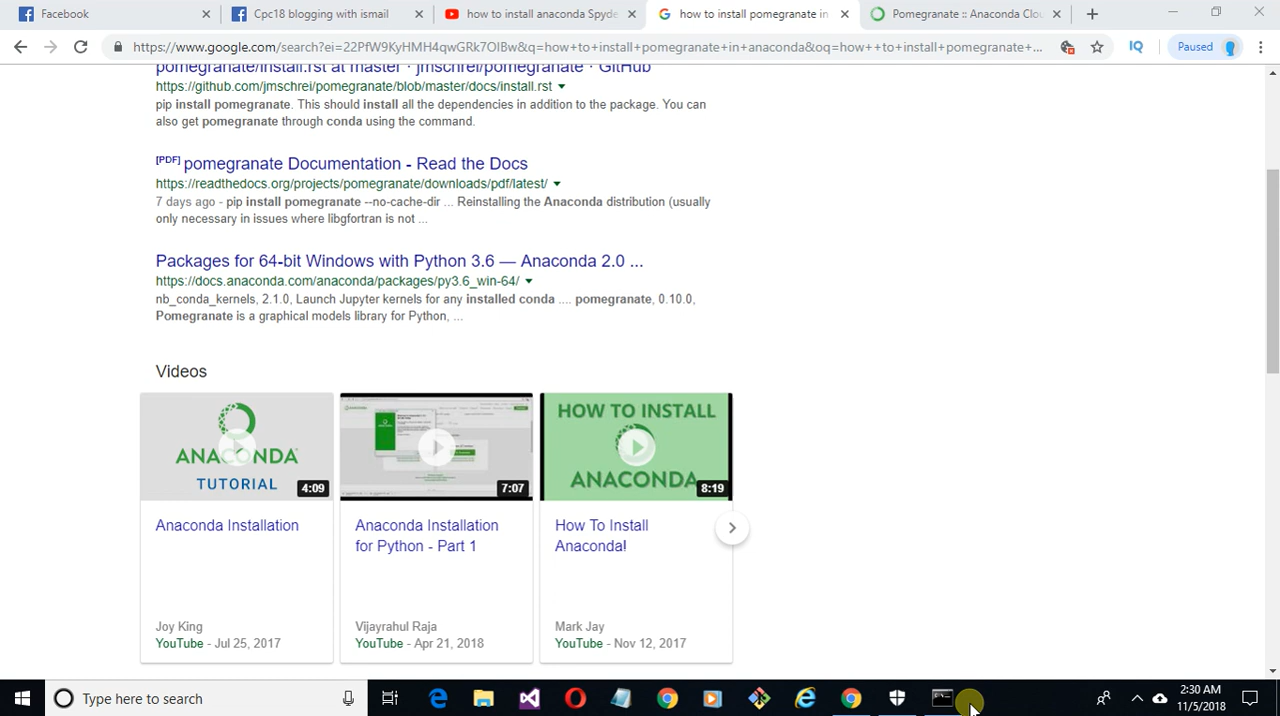 Facebook
Cpc18 blogging with ismail
how to install anaconda Spyde
how to install pomegranate in
Pomegranate :: Anaconda Clou
https://www.google.com/search?ei=22PfW9KyHMH4qwGRk7OIBw&q=how+to+install+pomegranate+in+anaconda&oq=how++to+install+pomegranate+...
IQ
Paused
pomegranate/install.rst at master · jmschrei/pomegranate · GitHub
https://github.com/jmschrei/pomegranate/blob/master/docs/install.rst
pip install pomegranate. This should install all the dependencies in addition to the package. You can
also get pomegranate through conda using the command.
[PDF] pomegranate Documentation - Read the Docs
https://readthedocs.org/projects/pomegranate/downloads/pdf/latest/
7 days ago - pip install pomegranate --no-cache-dir ... Reinstalling the Anaconda distribution (usually
only necessary in issues where libgfortran is not ...
Packages for 64-bit Windows with Python 3.6 — Anaconda 2.0 ...
https://docs.anaconda.com/anaconda/packages/py3.6_win-64/
nb_conda_kernels, 2.1.0, Launch Jupyter kernels for any installed conda .... pomegranate, 0.10.0,
Pomegranate is a graphical models library for Python, ...
Videos
ANACONDA
TUTORIAL
4:09
7:07
HOW TO INSTALL
ANACONDA
8:19
Anaconda Installation
Anaconda Installation
for Python - Part 1
How To Install
Anaconda!
Joy King
YouTube - Jul 25, 2017
Vijayrahul Raja
YouTube - Apr 21, 2018
Mark Jay
YouTube - Nov 12, 2017
Type here to search
2:30 AM
11/5/2018